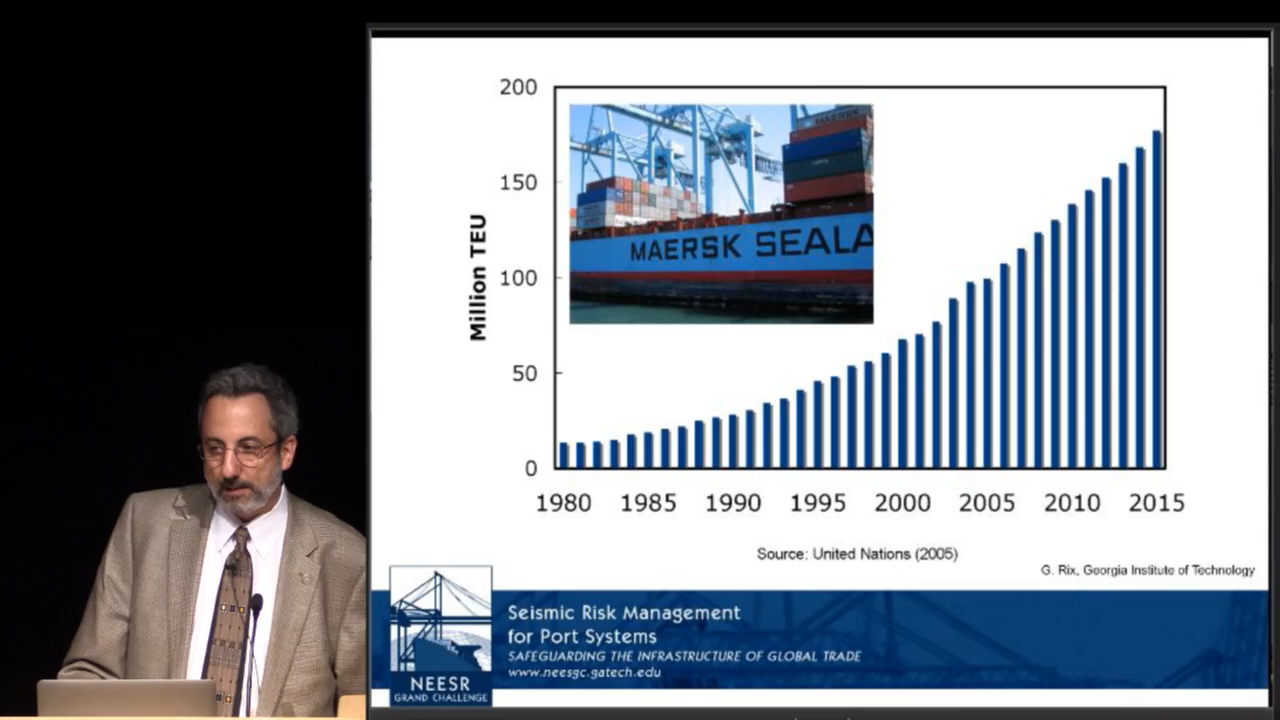 200
150
100
50
0
Million TEU
MAERSK
MAERSK SEALA
1980 1985 1990 1995 2000 2005 2010 2015
Source: United Nations (2005)
G. Rix, Georgia Institute of Technology
Seismic Risk Management
for Port Systems
SAFEGUARDING THE INFRASTRUCTURE OF GLOBAL TRADE
www.neesgc.gatech.edu
NEESR
GRAND CHALLENGE